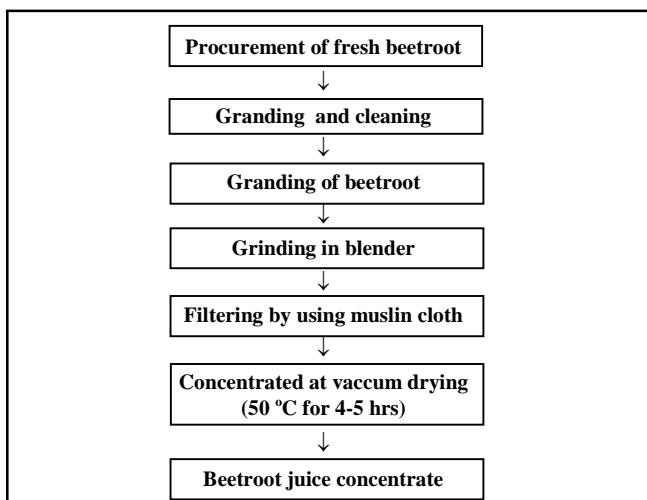 Procurement of fresh beetroot
↓
Granding and cleaning
↓
Granding of beetroot
↓
Grinding in blender
↓
Filtering by using muslin cloth
↓
Concentrated at vaccum drying
(50 ºC for 4-5 hrs)
↓
Beetroot juice concentrate